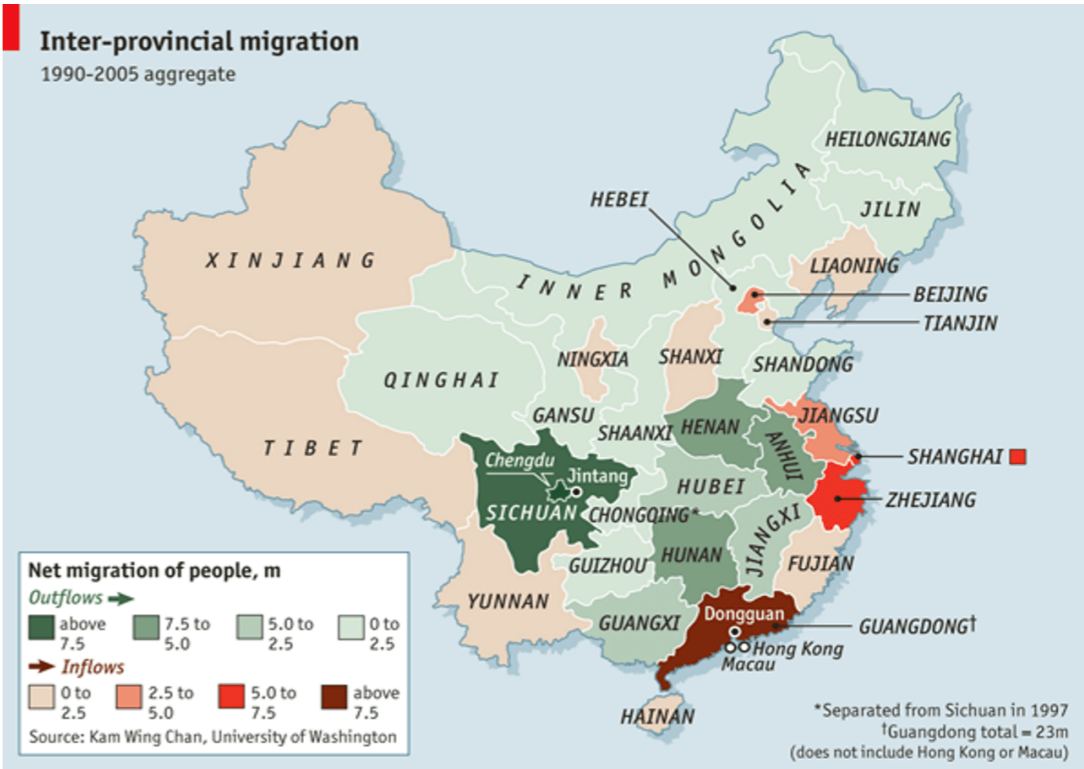 Inter-provincial migration
1990-2005 aggregate
HEILONGJIANG
HEBEI
JILIN
INNER MONGOLIA
XINJIANG
LIAONING
BEIJING
TIANJIN
NINGXIA
SHANXI
SHANDONG
QINGHAI
GANSU
SHAANXI
HENAN
JIANGSU
TIBET
ANHUI
SHANGHAI
Chengdu
Jintang
HUBEI
ZHEJIANG
SICHUAN
CHONGQING*
JIANGXI
HUNAN
GUIZHOU
FUJIAN
YUNNAN
GUANGXI
Dongguan
GUANGDONG†
Hong Kong
Macau
HAINAN
Net migration of people, m
Outflows
above 7.5
7.5 to 5.0
5.0 to 2.5
0 to 2.5
Inflows
0 to 2.5
2.5 to 5.0
5.0 to 7.5
above 7.5
Source: Kam Wing Chan, University of Washington
*Separated from Sichuan in 1997
†Guangdong total = 23m
(does not include Hong Kong or Macau)